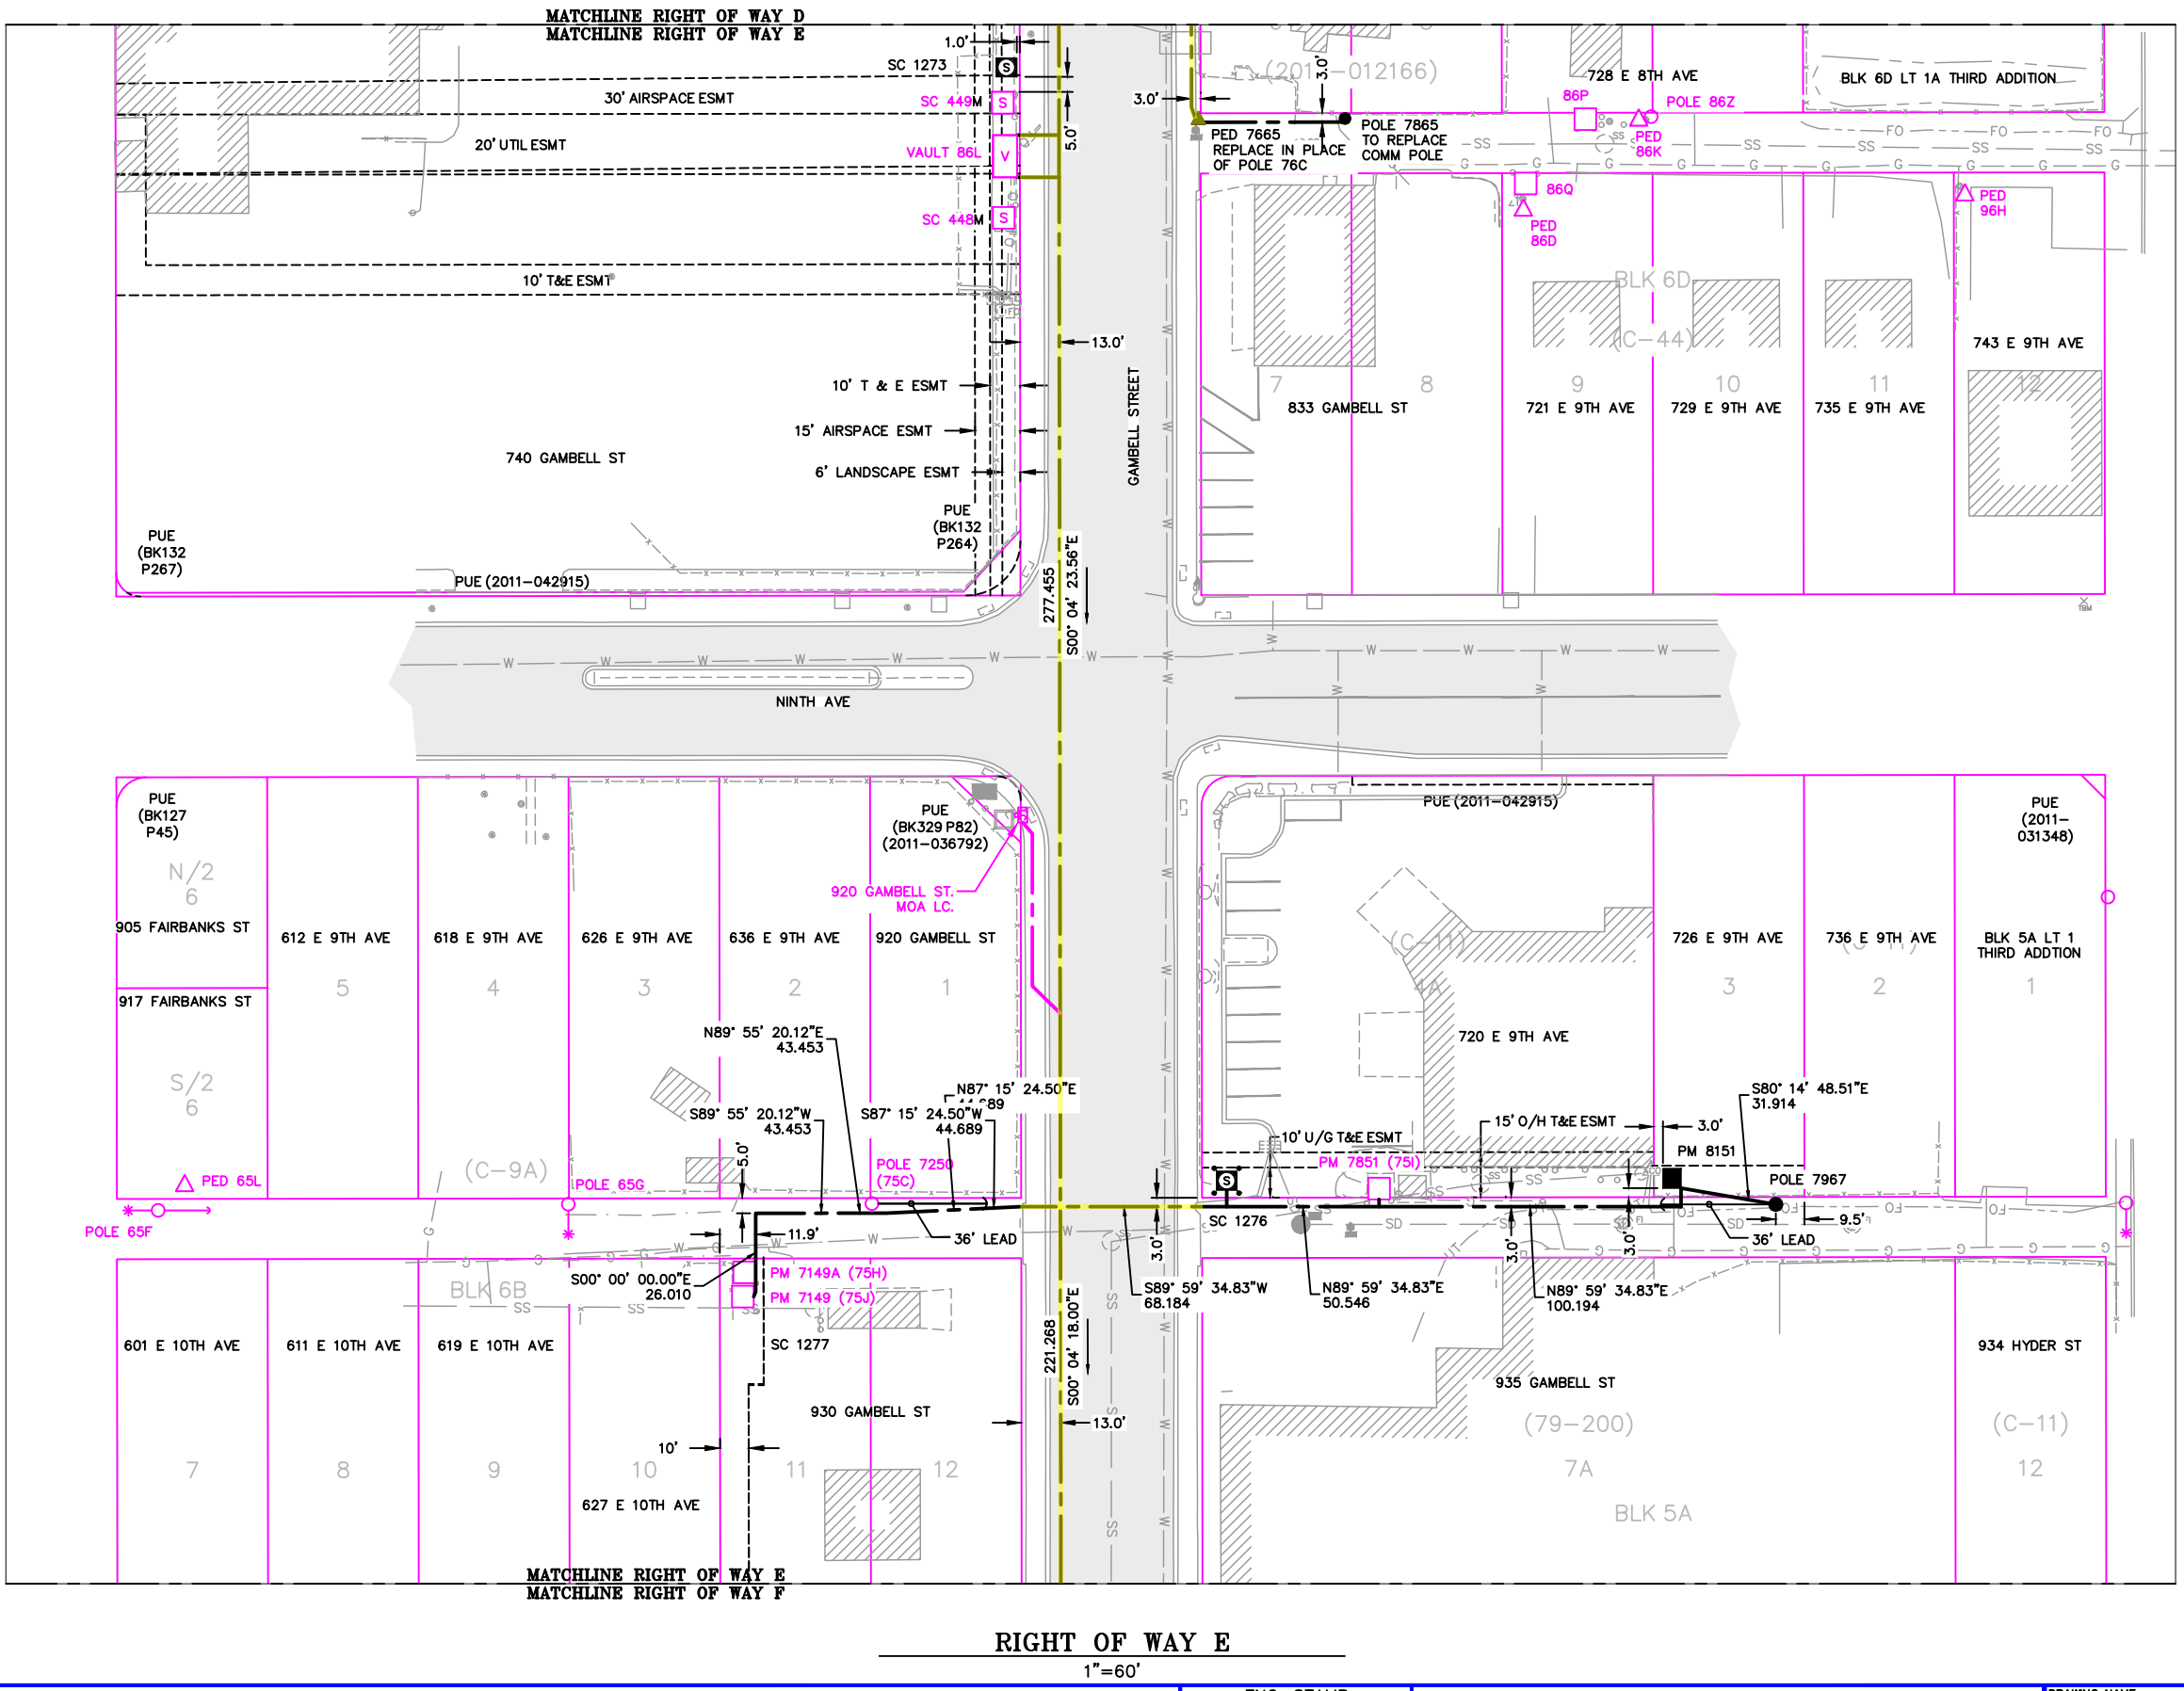 MATCHLINE RIGHT OF WAY D
MATCHLINE RIGHT OF WAY E
1.0'
SC 1273
S
30' AIRSPACE ESMT
SC 449M
S
5.0'
20' UTIL ESMT
VAULT 86L
V
SC 448M
S
10' T&E ESMT
3.0'
3.0'
(201 -012166)
PED 7665
REPLACE IN PLACE
OF POLE 76C
POLE 7865
TO REPLACE
COMM POLE
728 E 8TH AVE
86P
POLE 86Z
PED
86K
BLK 6D LT 1A THIRD ADDITION
FO
FO
FO
SS
SS
SS
SS
SS
G
G
G
G
G
G
G
86Q
PED
86D
PED
96H
BLK 6D
(C-44)
13.0'
GAMBELL STREET
10' T & E ESMT
15' AIRSPACE ESMT
6' LANDSCAPE ESMT
740 GAMBELL ST
7
8
9
10
11
12
833 GAMBELL ST
721 E 9TH AVE
729 E 9TH AVE
735 E 9TH AVE
743 E 9TH AVE
PUE
(BK132
P267)
PUE
(BK132
P264)
PUE (2011-042915)
277.455
S00° 04' 23.56"E
TBM
W
W
W
W
W
W
W
W
W
W
W
NINTH AVE
PUE
(BK127
P45)
N/2
6
905 FAIRBANKS ST
917 FAIRBANKS ST
S/2
6
612 E 9TH AVE
5
618 E 9TH AVE
4
626 E 9TH AVE
3
636 E 9TH AVE
2
920 GAMBELL ST
1
PUE
(BK329 P82)
(2011-036792)
920 GAMBELL ST.
MOA LC.
PUE (2011-042915)
PUE
(2011-
031348)
(C-11)
4A
720 E 9TH AVE
726 E 9TH AVE
3
736 E 9TH AVE
2
BLK 5A LT 1
THIRD ADDTION
1
N89° 55' 20.12"E
43.453
N87° 15' 24.50"E
S89° 55' 20.12"W
43.453
S87° 15' 24.50"W
44.689
5.0'
(C-9A)
POLE 7250
(75C)
PED 65L
POLE 65G
POLE 65F
11.9'
36' LEAD
S00° 00' 00.00"E
26.010
PM 7149A (75H)
PM 7149 (75J)
BLK 6B
SC 1277
10' U/G T&E ESMT
15' O/H T&E ESMT
PM 7851 (75I)
S
SC 1276
3.0'
3.0'
3.0'
3.0'
PM 8151
S80° 14' 48.51"E
31.914
POLE 7967
9.5'
36' LEAD
S89° 59' 34.83"W
68.184
N89° 59' 34.83"E
50.546
N89° 59' 34.83"E
100.194
SD
SD
SD
221.268
S00° 04' 18.00"E
13.0'
601 E 10TH AVE
611 E 10TH AVE
619 E 10TH AVE
627 E 10TH AVE
930 GAMBELL ST
10'
7
8
9
10
11
12
935 GAMBELL ST
(79-200)
7A
BLK 5A
934 HYDER ST
(C-11)
12
MATCHLINE RIGHT OF WAY E
MATCHLINE RIGHT OF WAY F
RIGHT OF WAY E
1"=60'